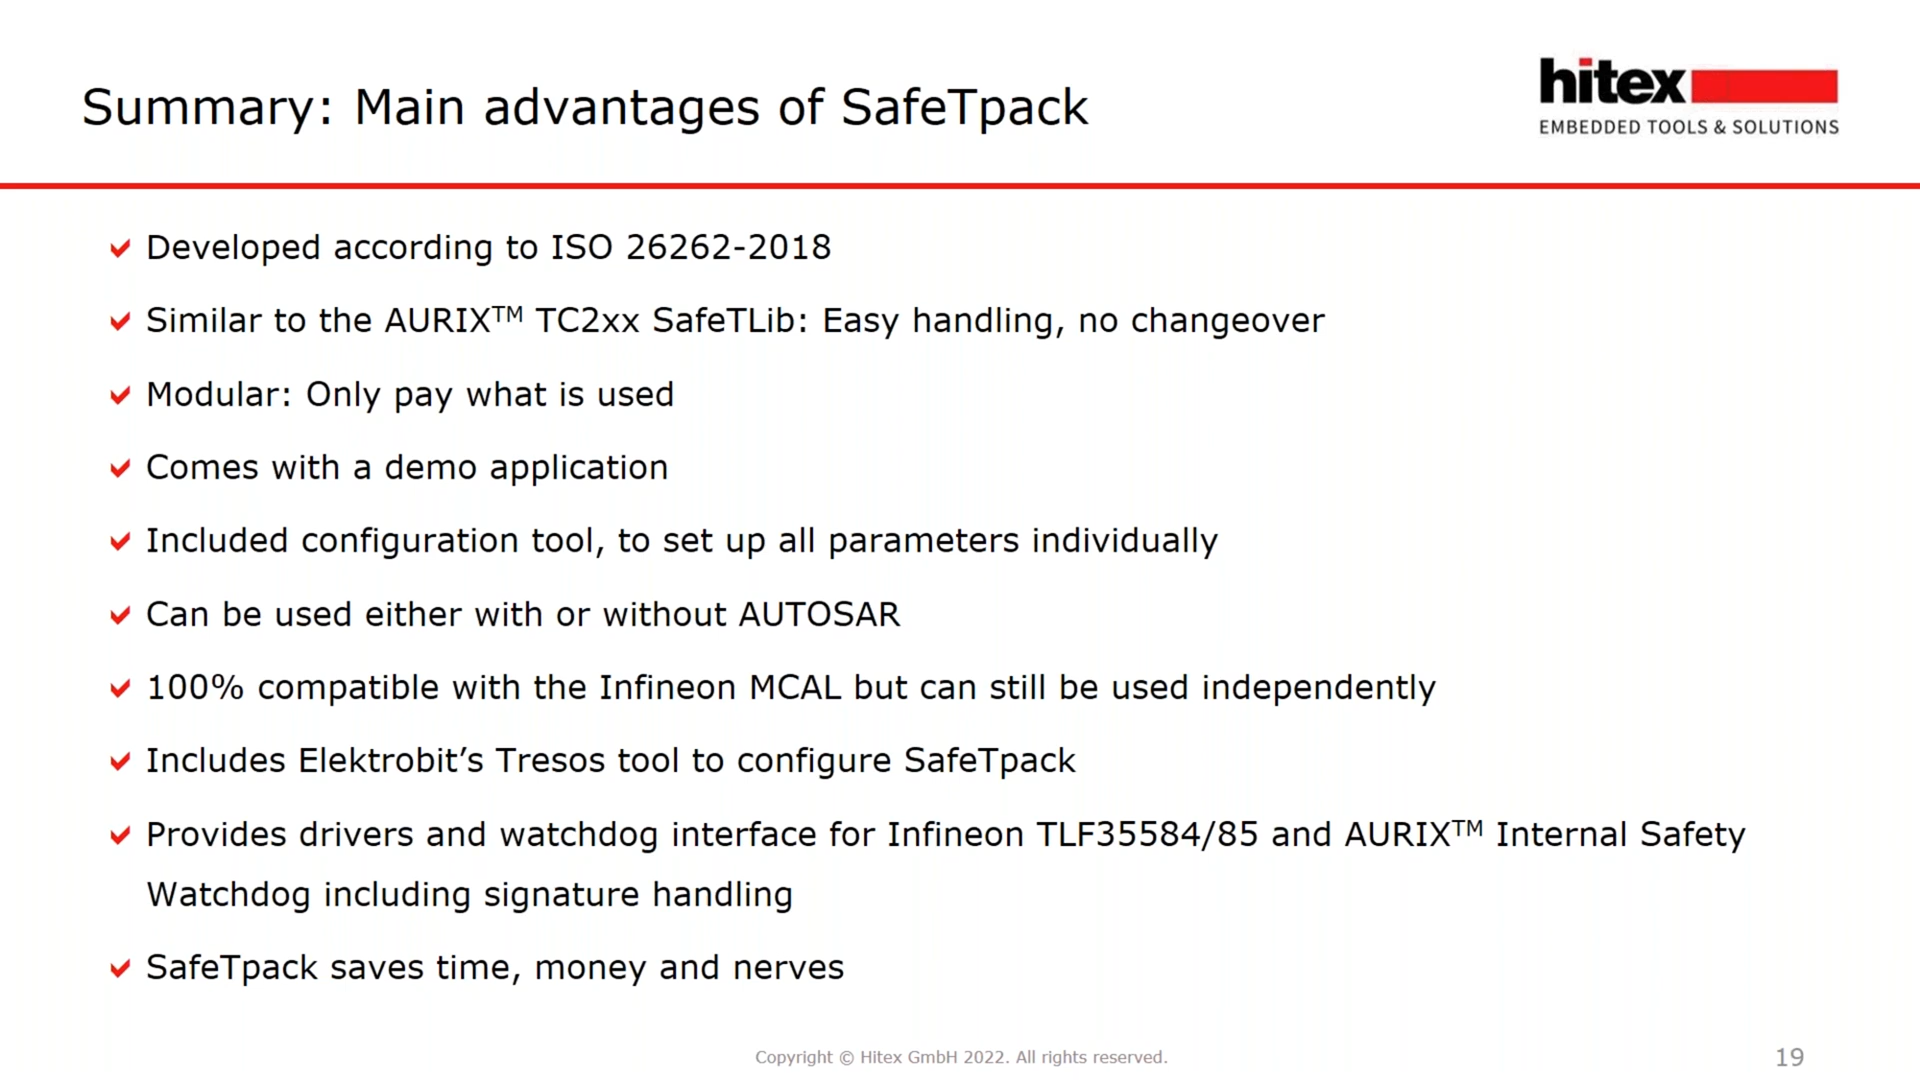 Summary: Main advantages of SafeTpack
hitex
EMBEDDED TOOLS & SOLUTIONS
Developed according to ISO 26262-2018
Similar to the AURIX™ TC2xx SafeTLib: Easy handling, no changeover
Modular: Only pay what is used
Comes with a demo application
Included configuration tool, to set up all parameters individually
Can be used either with or without AUTOSAR
100% compatible with the Infineon MCAL but can still be used independently
Includes Elektrobit’s Tresos tool to configure SafeTpack
Provides drivers and watchdog interface for Infineon TLF35584/85 and AURIX™ Internal Safety
Watchdog including signature handling
SafeTpack saves time, money and nerves
Copyright © Hitex GmbH 2022. All rights reserved.
19